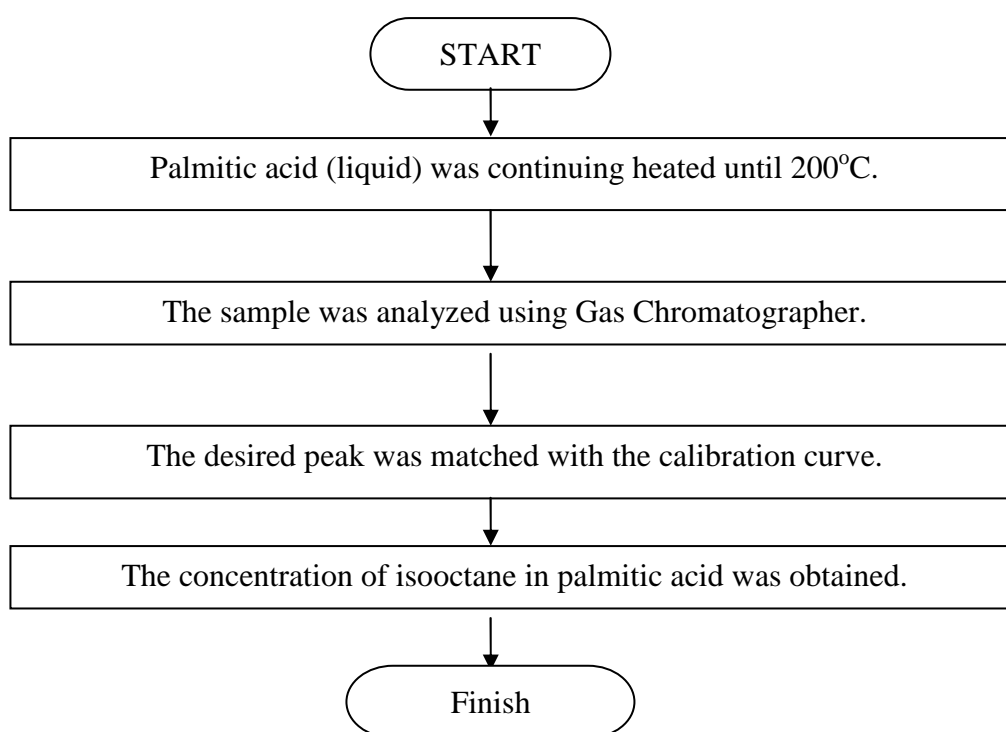 START
Palmitic acid (liquid) was continuing heated until 200°C.
The sample was analyzed using Gas Chromatographer.
The desired peak was matched with the calibration curve.
The concentration of isooctane in palmitic acid was obtained.
Finish